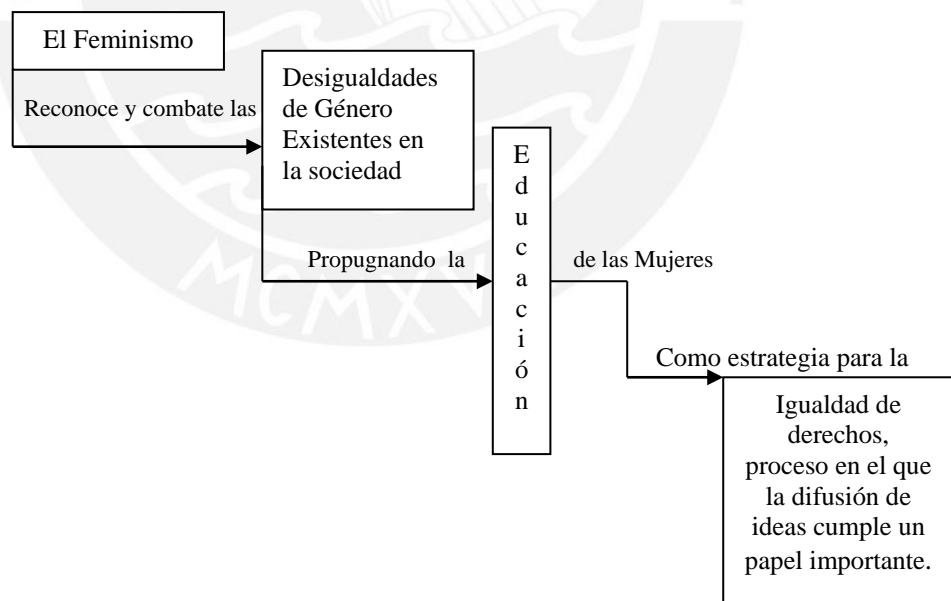 El Feminismo
Reconoce y combate las
Desigualdades
de Género
Existentes en
la sociedad
Propugnando la
E
d
u
c
a
c
i
ó
n
de las Mujeres
Como estrategia para la
Igualdad de
derechos,
proceso en el que
la difusión de
ideas cumple un
papel importante.
MCMXV